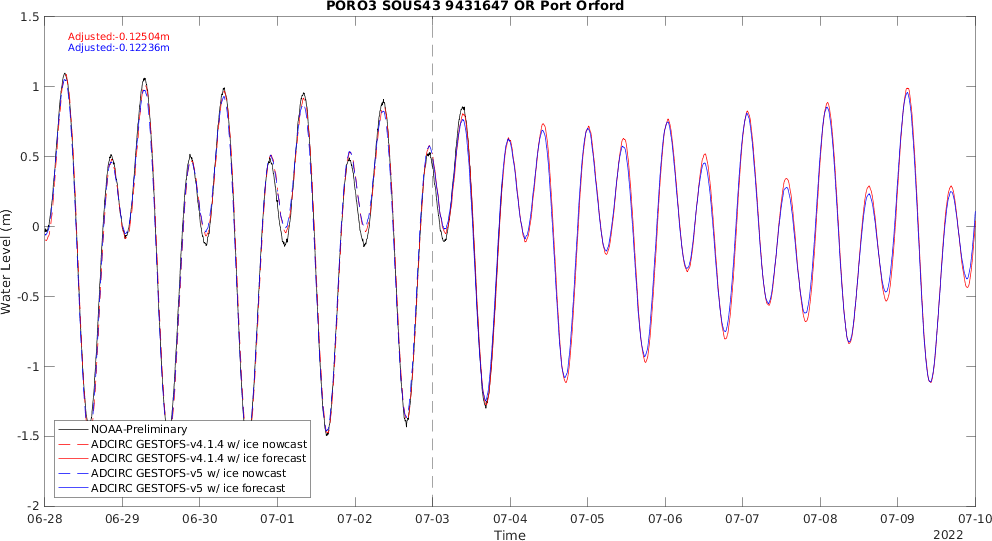 PORO3 SOUS43 9431647 OR Port Orford
Adjusted:-0.12504m
Adjusted:-0.12236m
1.5
1
0.5
0
-0.5
-1
-1.5
-2
Water Level (m)
NOAA-Preliminary
ADCIRC GESTOFS-v4.1.4 w/ ice nowcast
ADCIRC GESTOFS-v4.1.4 w/ ice forecast
ADCIRC GESTOFS-v5 w/ ice nowcast
ADCIRC GESTOFS-v5 w/ ice forecast
06-28 06-29 06-30 07-01 07-02 07-03 07-04 07-05 07-06 07-07 07-08 07-09 07-10
Time
2022